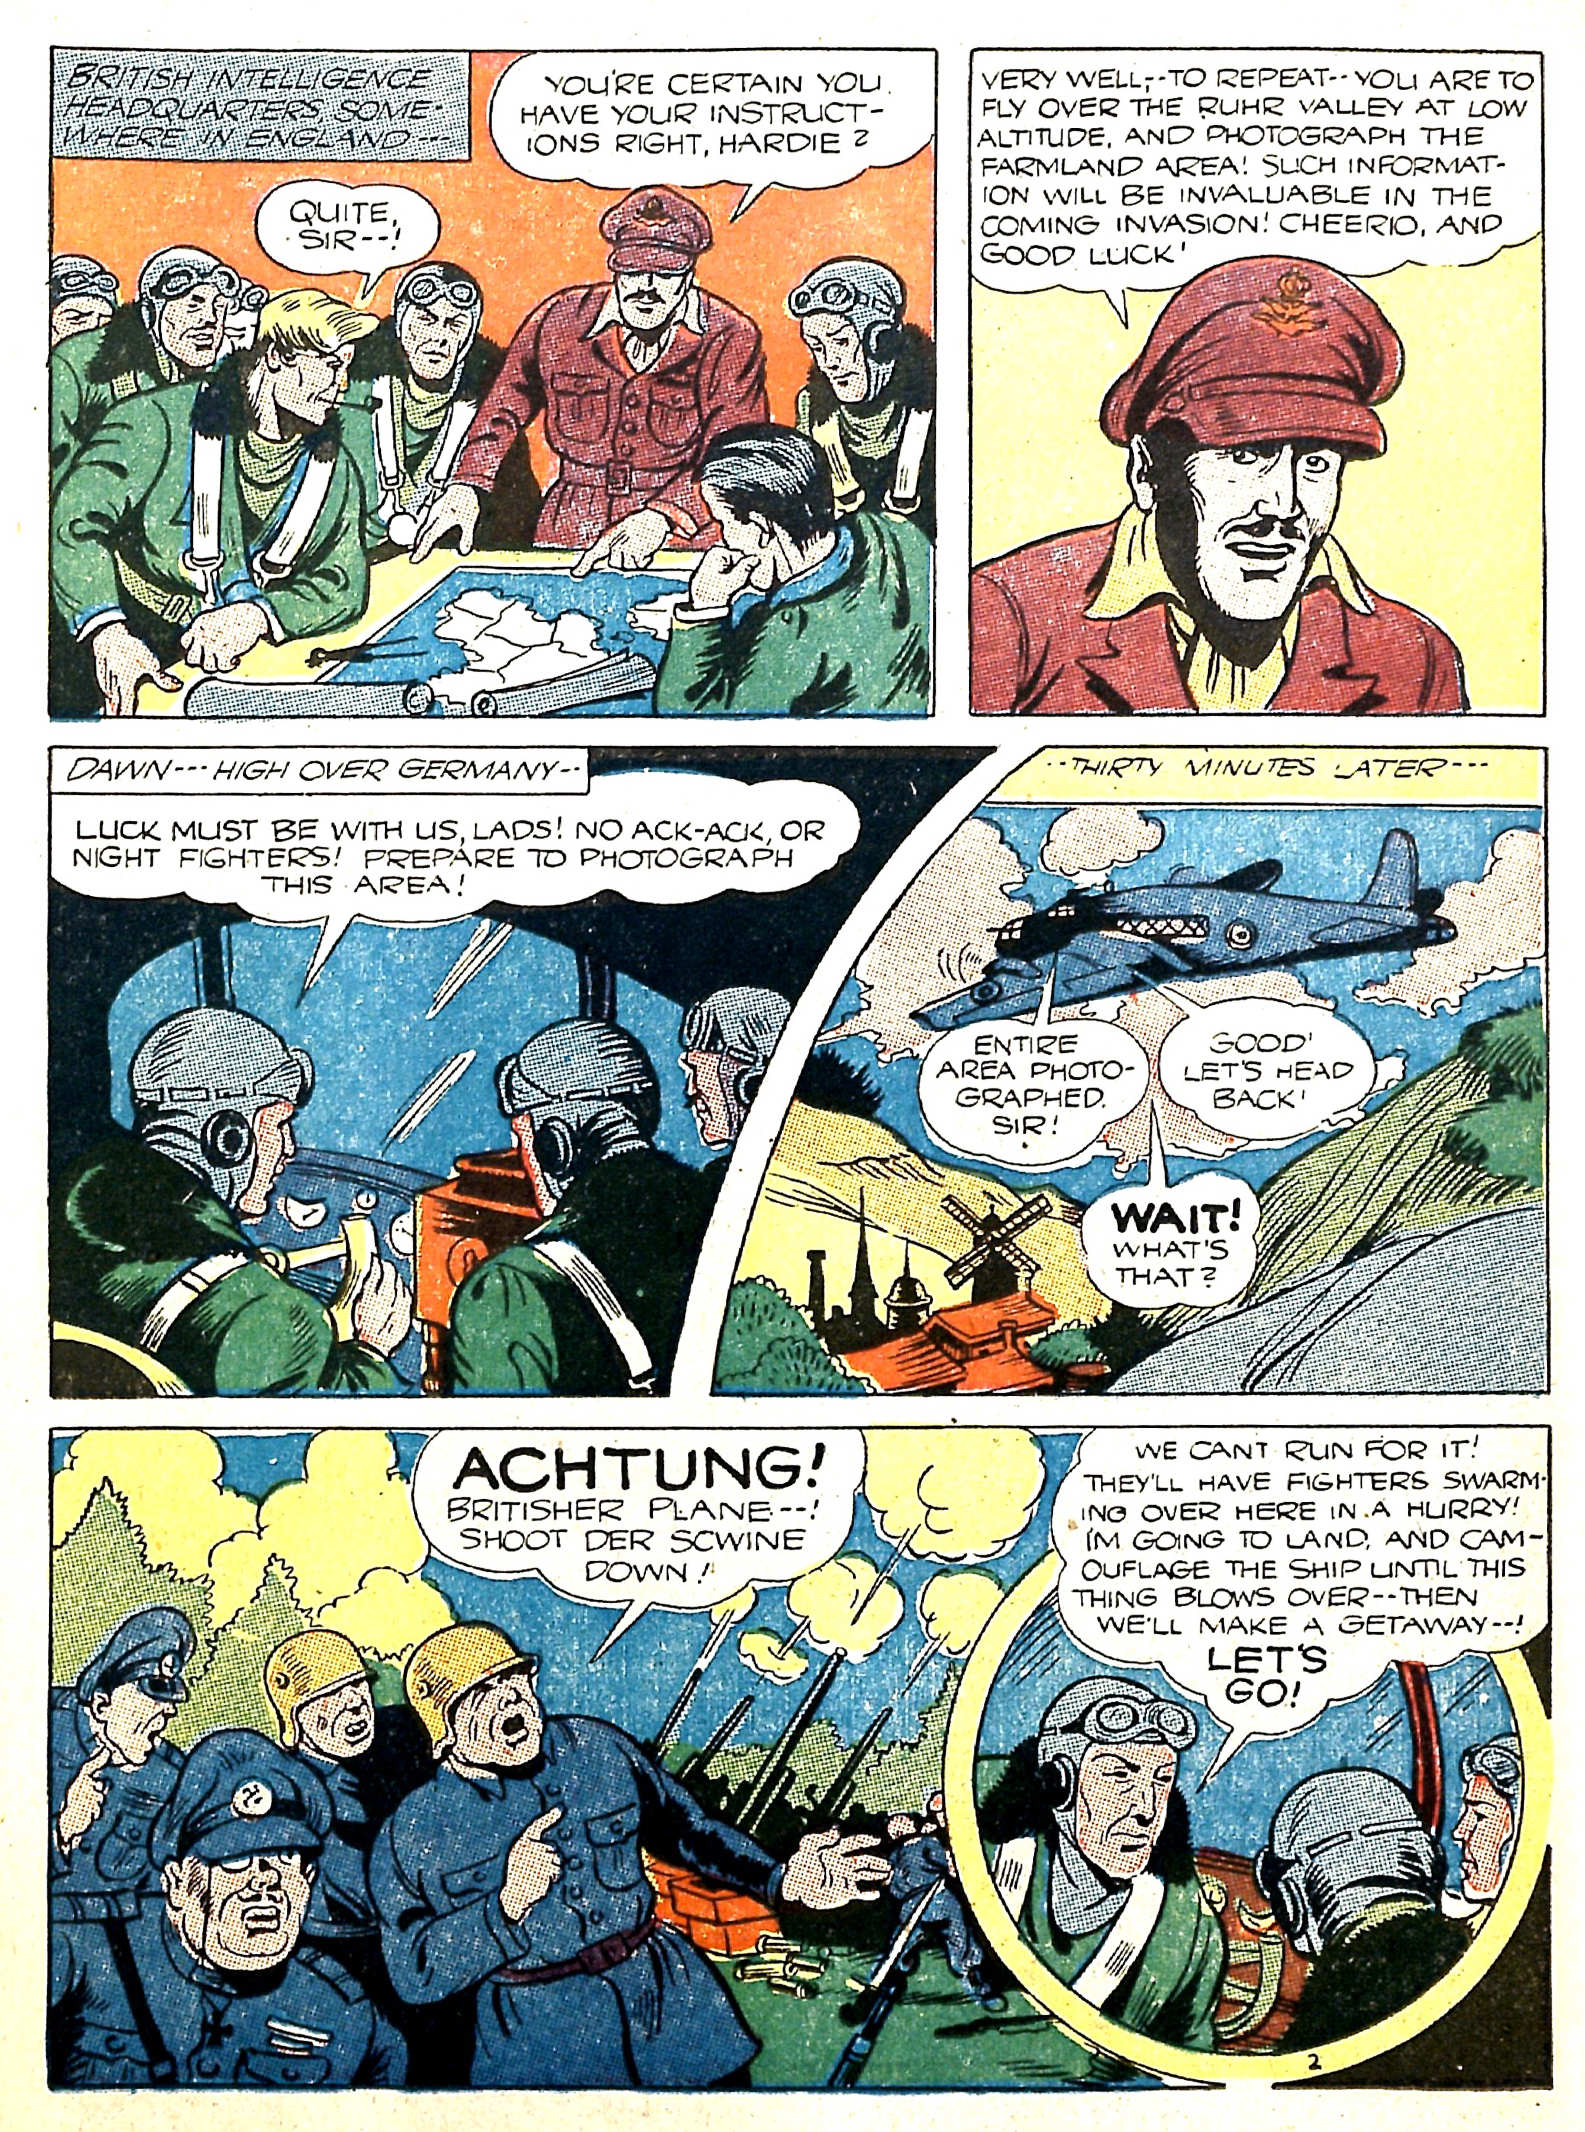 BRITISH INTELLIGENCE
HEADQUARTERS SOME-
WHERE IN ENGLAND---
YOU'RE CERTAIN YOU
HAVE YOUR INSTRUCT-
IONS RIGHT, HARDIE?
QUITE,
SIR--!
VERY WELL,--TO REPEAT--YOU ARE TO
FLY OVER THE RUHR VALLEY AT LOW
ALTITUDE, AND PHOTOGRAPH THE
FARMLAND AREA! SUCH INFORMAT-
ION WILL BE INVALUABLE IN THE
COMING INVASION! CHEERIO, AND
GOOD LUCK!
DAWN---HIGH OVER GERMANY--
LUCK MUST BE WITH US, LADS! NO ACK-ACK, OR
NIGHT FIGHTERS! PREPARE TO PHOTOGRAPH
THIS AREA!
--THIRTY MINUTES LATER---
ENTIRE
AREA PHOTO-
GRAPHED,
SIR!
GOOD!
LET'S HEAD
BACK!
WAIT!
WHAT'S
THAT?
ACHTUNG!
BRITISHER PLANE--!
SHOOT DER SCWINE
DOWN!
WE CAN'T RUN FOR IT!
THEY'LL HAVE FIGHTERS SWARM-
ING OVER HERE IN A HURRY!
I'M GOING TO LAND, AND CAM-
OUFLAGE THE SHIP UNTIL THIS
THING BLOWS OVER--THEN
WE'LL MAKE A GETAWAY--!
LET'S
GO!
2